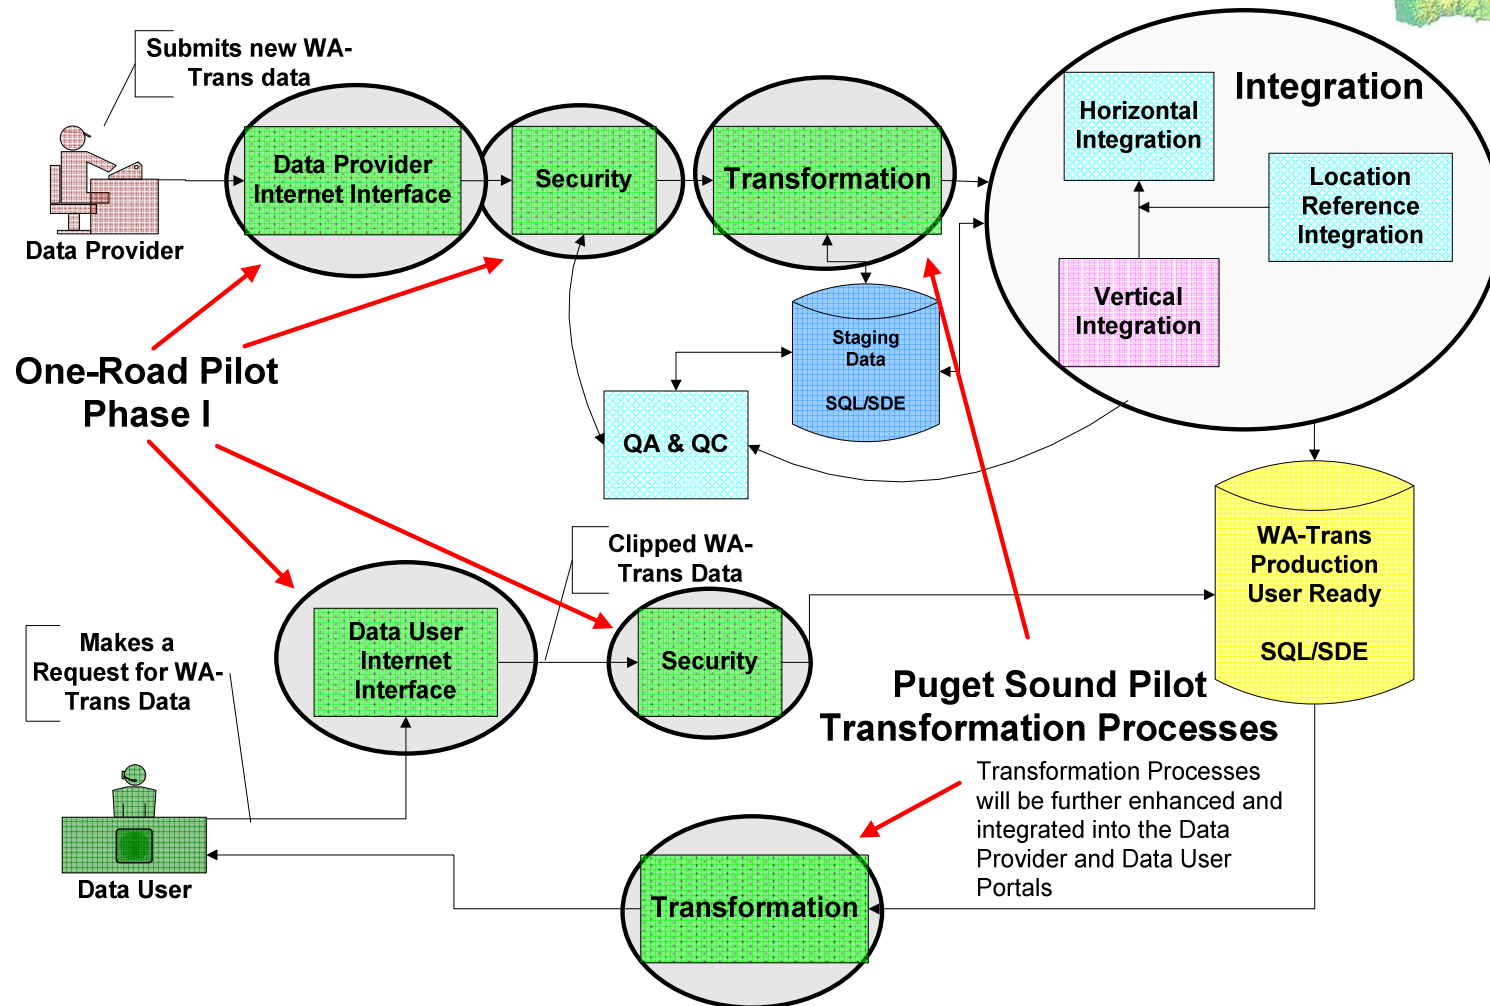 Submits new WA-
Trans data
Data Provider
Data Provider
Internet Interface
Security
Transformation
Integration
Horizontal
Integration
Location
Reference
Integration
Vertical
Integration
Staging
Data
SQL/SDE
QA & QC
One-Road Pilot
Phase I
WA-Trans
Production
User Ready
SQL/SDE
Clipped WA-
Trans Data
Data User
Internet
Interface
Security
Makes a
Request for WA-
Trans Data
Data User
Puget Sound Pilot
Transformation Processes
Transformation Processes
will be further enhanced and
integrated into the Data
Provider and Data User
Portals
Transformation